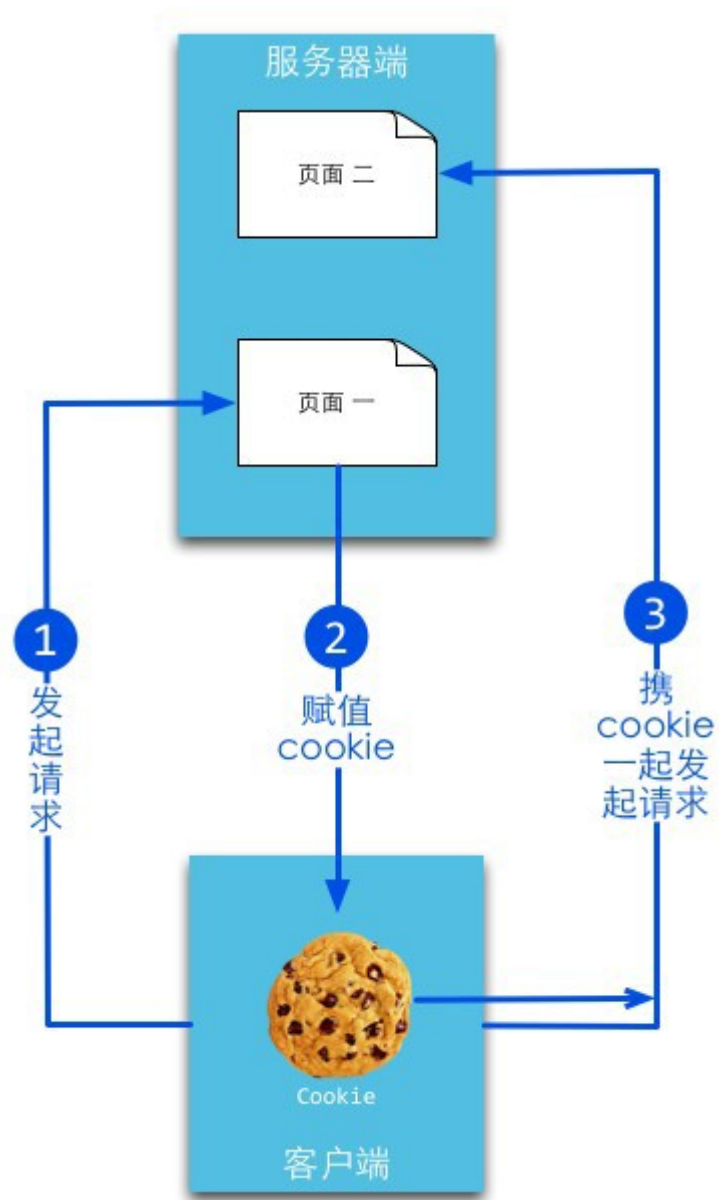 服务器端
页面 二
页面 一
1
发
起
请
求
2
赋值
cookie
3
携
cookie
一起发
起请求
Cookie
客户端